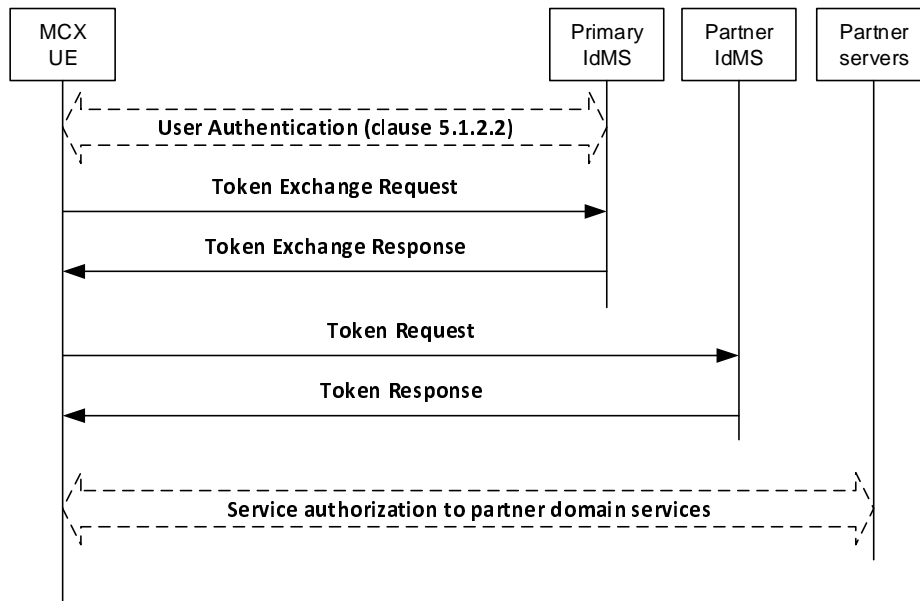 MCX
UE
Primary
IdMS
Partner
IdMS
Partner
servers
User Authentication (clause 5.1.2.2)
Token Exchange Request
Token Exchange Response
Token Request
Token Response
Service authorization to partner domain services